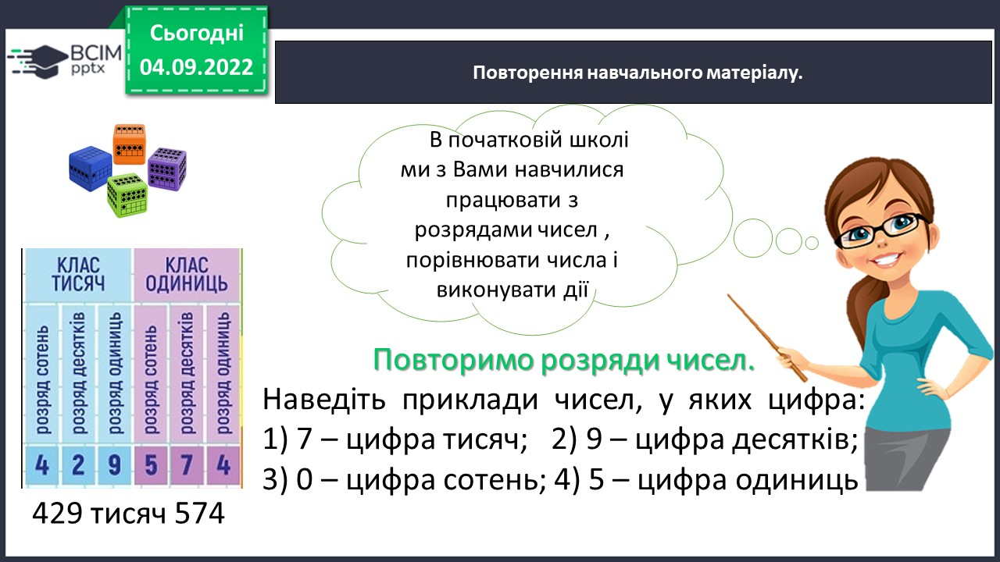 Сьогодні
04.09.2022
ВСІМ
pptx
Повторення навчального матеріалу.
В початковій школі
ми з Вами навчилися
працювати з
розрядами чисел ,
порівнювати числа і
виконувати дії
КЛАС ТИСЯЧ
КЛАС ОДИНИЦЬ
розряд сотень
розряд десятків
розряд одиниць
розряд сотень
розряд десятків
розряд одиниць
4 2 9 5 7 4
429 тисяч 574
Повторимо розряди чисел.
Наведіть приклади чисел, у яких цифра:
1) 7 – цифра тисяч; 2) 9 – цифра десятків;
3) 0 – цифра сотень; 4) 5 – цифра одиниць